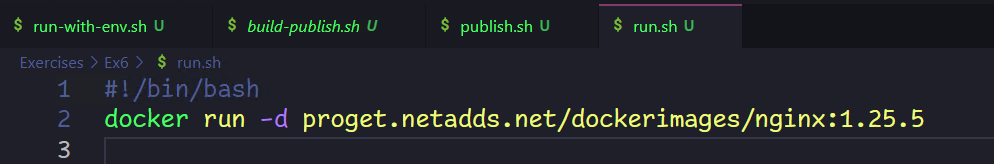 $ run-with-env.sh U
$ build-publish.sh U
$ publish.sh U
$ run.sh U
Exercises > Ex6 > $ run.sh
1 #!/bin/bash
2 docker run -d proget.netadds.net/dockerimages/nginx:1.25.5
3